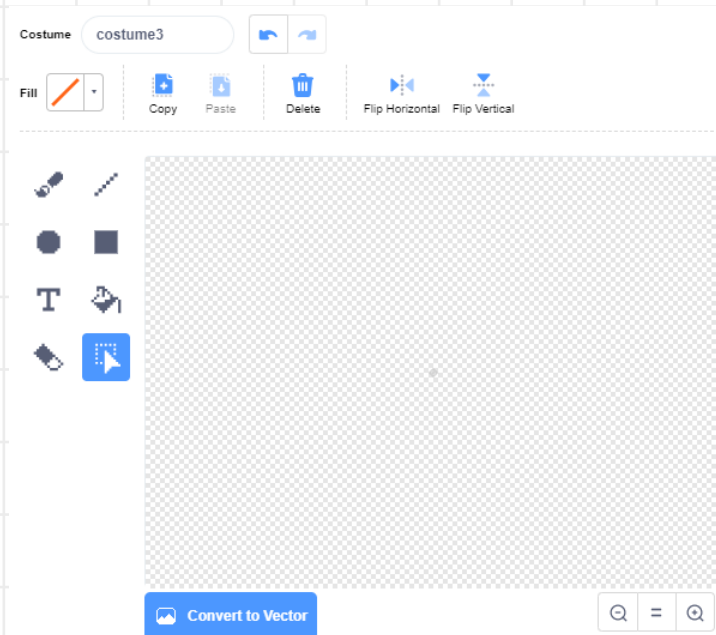 Costume costume3
Fill
Copy Paste Delete Flip Horizontal Flip Vertical
T
Convert to Vector